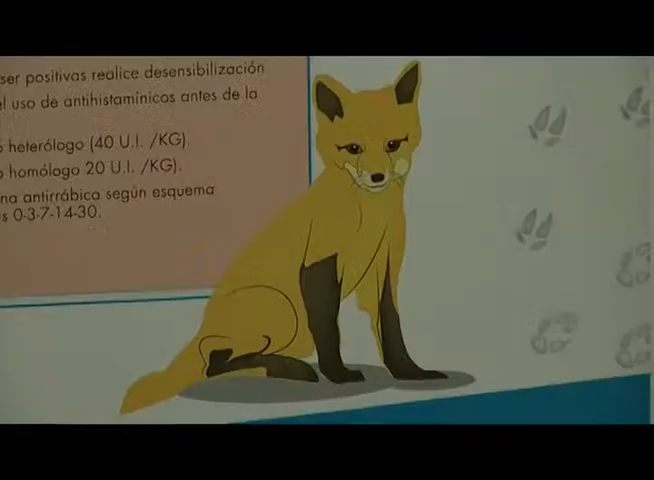 ser positivas realice desensibilización
el uso de antihistamínicos antes de la
o heterólogo (40 U.I. /KG).
o homólogo 20 U.I. /KG).
na antirrábica según esquema
s 0-3-7-14-30.